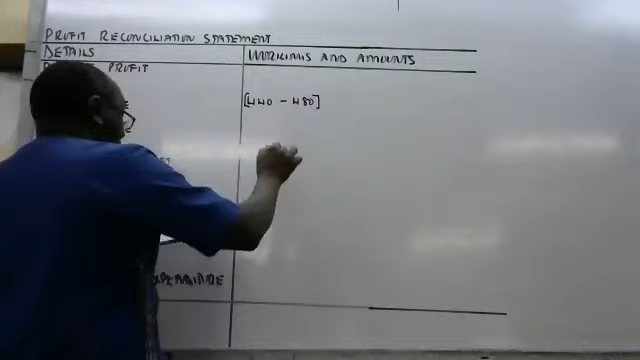 PROFIT RECONCILIATION STATEMENT
DETAILS WORKINGS AND AMOUNTS
PROFIT
[440 - 480]
EXPENDITURE